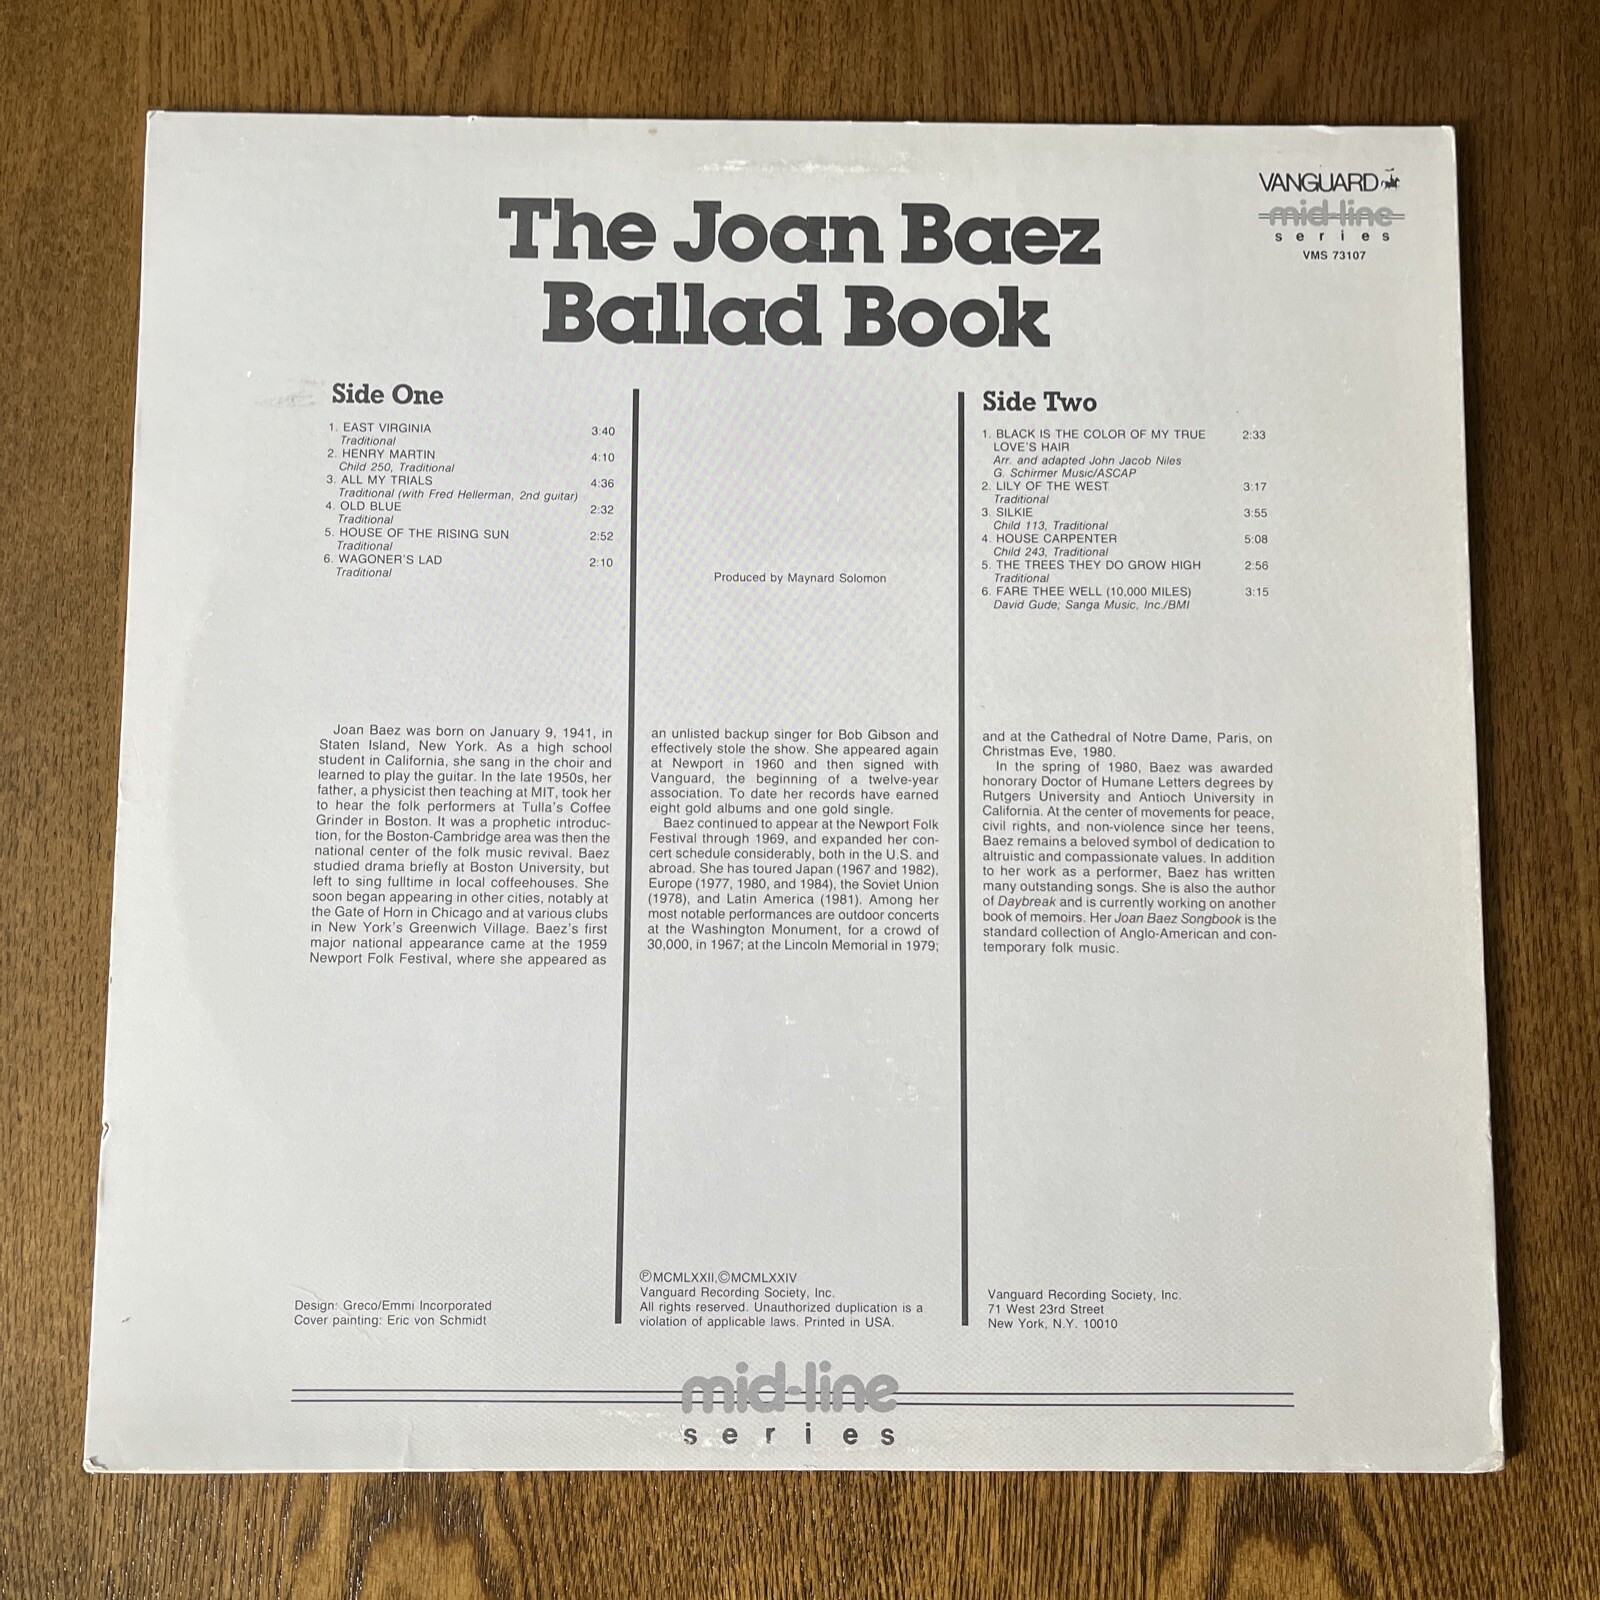 VANGUARD
mid-line
series
VMS 73107
The Joan Baez
Ballad Book
Side One
1. EAST VIRGINIA 3:40
Traditional
2. HENRY MARTIN 4:10
Child 250, Traditional
3. ALL MY TRIALS 4:36
Traditional (with Fred Hellerman, 2nd guitar)
4. OLD BLUE 2:32
Traditional
5. HOUSE OF THE RISING SUN 2:52
Traditional
6. WAGONER'S LAD 2:10
Traditional
Produced by Maynard Solomon
Side Two
1. BLACK IS THE COLOR OF MY TRUE 2:33
LOVE'S HAIR
Arr. and adapted John Jacob Niles
G. Schirmer Music/ASCAP
2. LILY OF THE WEST 3:17
Traditional
3. SILKIE 3:55
Child 113, Traditional
4. HOUSE CARPENTER 5:08
Child 243, Traditional
5. THE TREES THEY DO GROW HIGH 2:56
Traditional
6. FARE THEE WELL (10,000 MILES) 3:15
David Gude; Sanga Music, Inc./BMI
Joan Baez was born on January 9, 1941, in
Staten Island, New York. As a high school
student in California, she sang in the choir and
learned to play the guitar. In the late 1950s, her
father, a physicist then teaching at MIT, took her
to hear the folk performers at Tulla's Coffee
Grinder in Boston. It was a prophetic introduc-
tion, for the Boston-Cambridge area was then the
national center of the folk music revival. Baez
studied drama briefly at Boston University, but
left to sing fulltime in local coffeehouses. She
soon began appearing in other cities, notably at
the Gate of Horn in Chicago and at various clubs
in New York's Greenwich Village. Baez's first
major national appearance came at the 1959
Newport Folk Festival, where she appeared as
an unlisted backup singer for Bob Gibson and
effectively stole the show. She appeared again
at Newport in 1960 and then signed with
Vanguard, the beginning of a twelve-year
association. To date her records have earned
eight gold albums and one gold single.
Baez continued to appear at the Newport Folk
Festival through 1969, and expanded her con-
cert schedule considerably, both in the U.S. and
abroad. She has toured Japan (1967 and 1982),
Europe (1977, 1980, and 1984), the Soviet Union
(1978), and Latin America (1981). Among her
most notable performances are outdoor concerts
at the Washington Monument, for a crowd of
30,000, in 1967; at the Lincoln Memorial in 1979;
and at the Cathedral of Notre Dame, Paris, on
Christmas Eve, 1980.
In the spring of 1980, Baez was awarded
honorary Doctor of Humane Letters degrees by
Rutgers University and Antioch University in
California. At the center of movements for peace,
civil rights, and non-violence since her teens,
Baez remains a beloved symbol of dedication to
altruistic and compassionate values. In addition
to her work as a performer, Baez has written
many outstanding songs. She is also the author
of Daybreak and is currently working on another
book of memoirs. Her Joan Baez Songbook is the
standard collection of Anglo-American and con-
temporary folk music.
Design: Greco/Emmi Incorporated
Cover painting: Eric von Schmidt
ⓅMCMLXXII,ⒸMCMLXXIV
Vanguard Recording Society, Inc.
All rights reserved. Unauthorized duplication is a
violation of applicable laws. Printed in USA.
Vanguard Recording Society, Inc.
71 West 23rd Street
New York, N.Y. 10010
mid-line
series